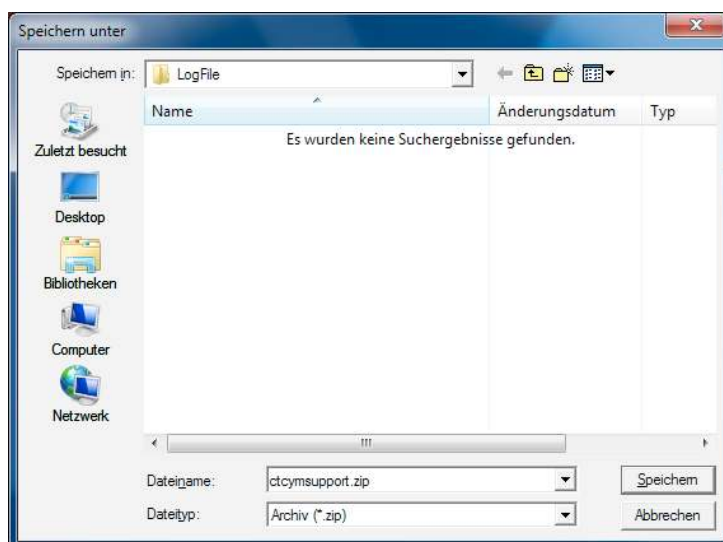 Speichern unter
Speichern in: LogFile
Name Änderungsdatum Typ
Es wurden keine Suchergebnisse gefunden.
Zuletzt besucht
Desktop
Bibliotheken
Computer
Netzwerk
Dateiname: ctcymsupport.zip Speichern
Dateityp: Archiv (*.zip) Abbrechen